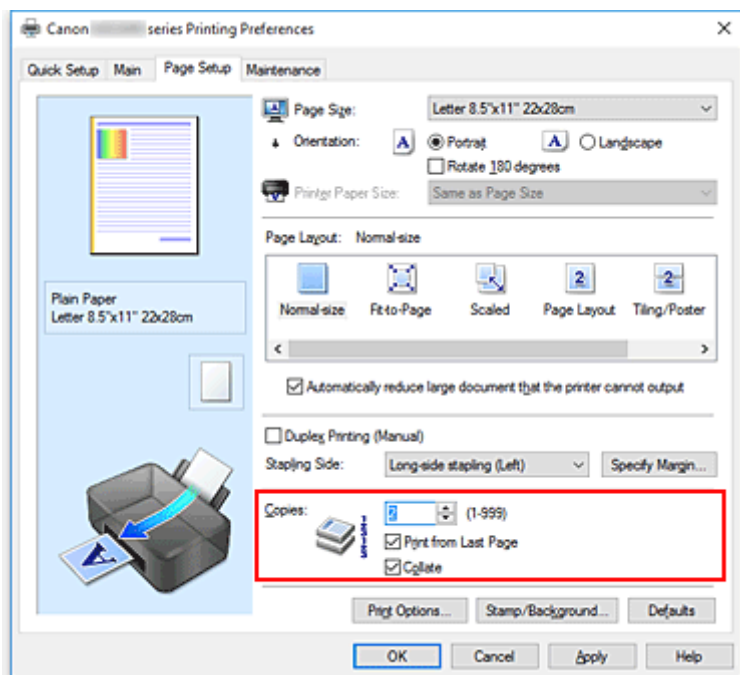 Canon series Printing Preferences
Quick Setup Main Page Setup Maintenance
Page Size: Letter 8.5"x11" 22x28cm
Orientation: A Portrait A Landscape
Rotate 180 degrees
Printer Paper Size: Same as Page Size
Page Layout: Normal-size
2 2
Normal-size Fit-to-Page Scaled Page Layout Tiling/Poster
Plain Paper
Letter 8.5"x11" 22x28cm
Automatically reduce large document that the printer cannot output
Duplex Printing (Manual)
Stapling Side: Long-side stapling (Left) Specify Margin...
Copies: 2 (1-999)
Print from Last Page
Collate
A
Print Options... Stamp/Background... Defaults
OK Cancel Apply Help